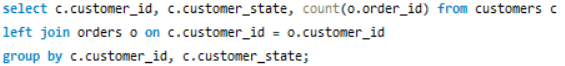 select c.customer_id, c.customer_state, count(o.order_id) from customers c
left join orders o on c.customer_id = o.customer_id
group by c.customer_id, c.customer_state;